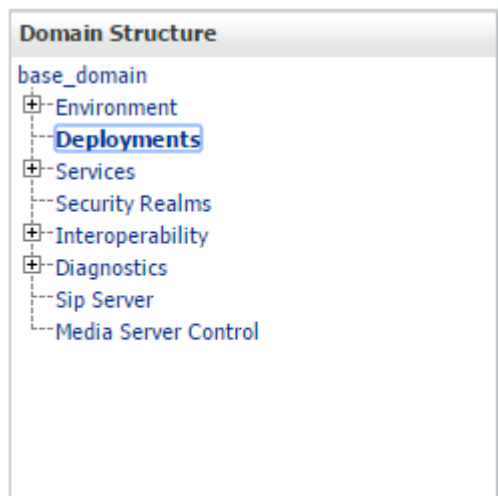 Domain Structure
base_domain
Environment
Deployments
Services
Security Realms
Interoperability
Diagnostics
Sip Server
Media Server Control